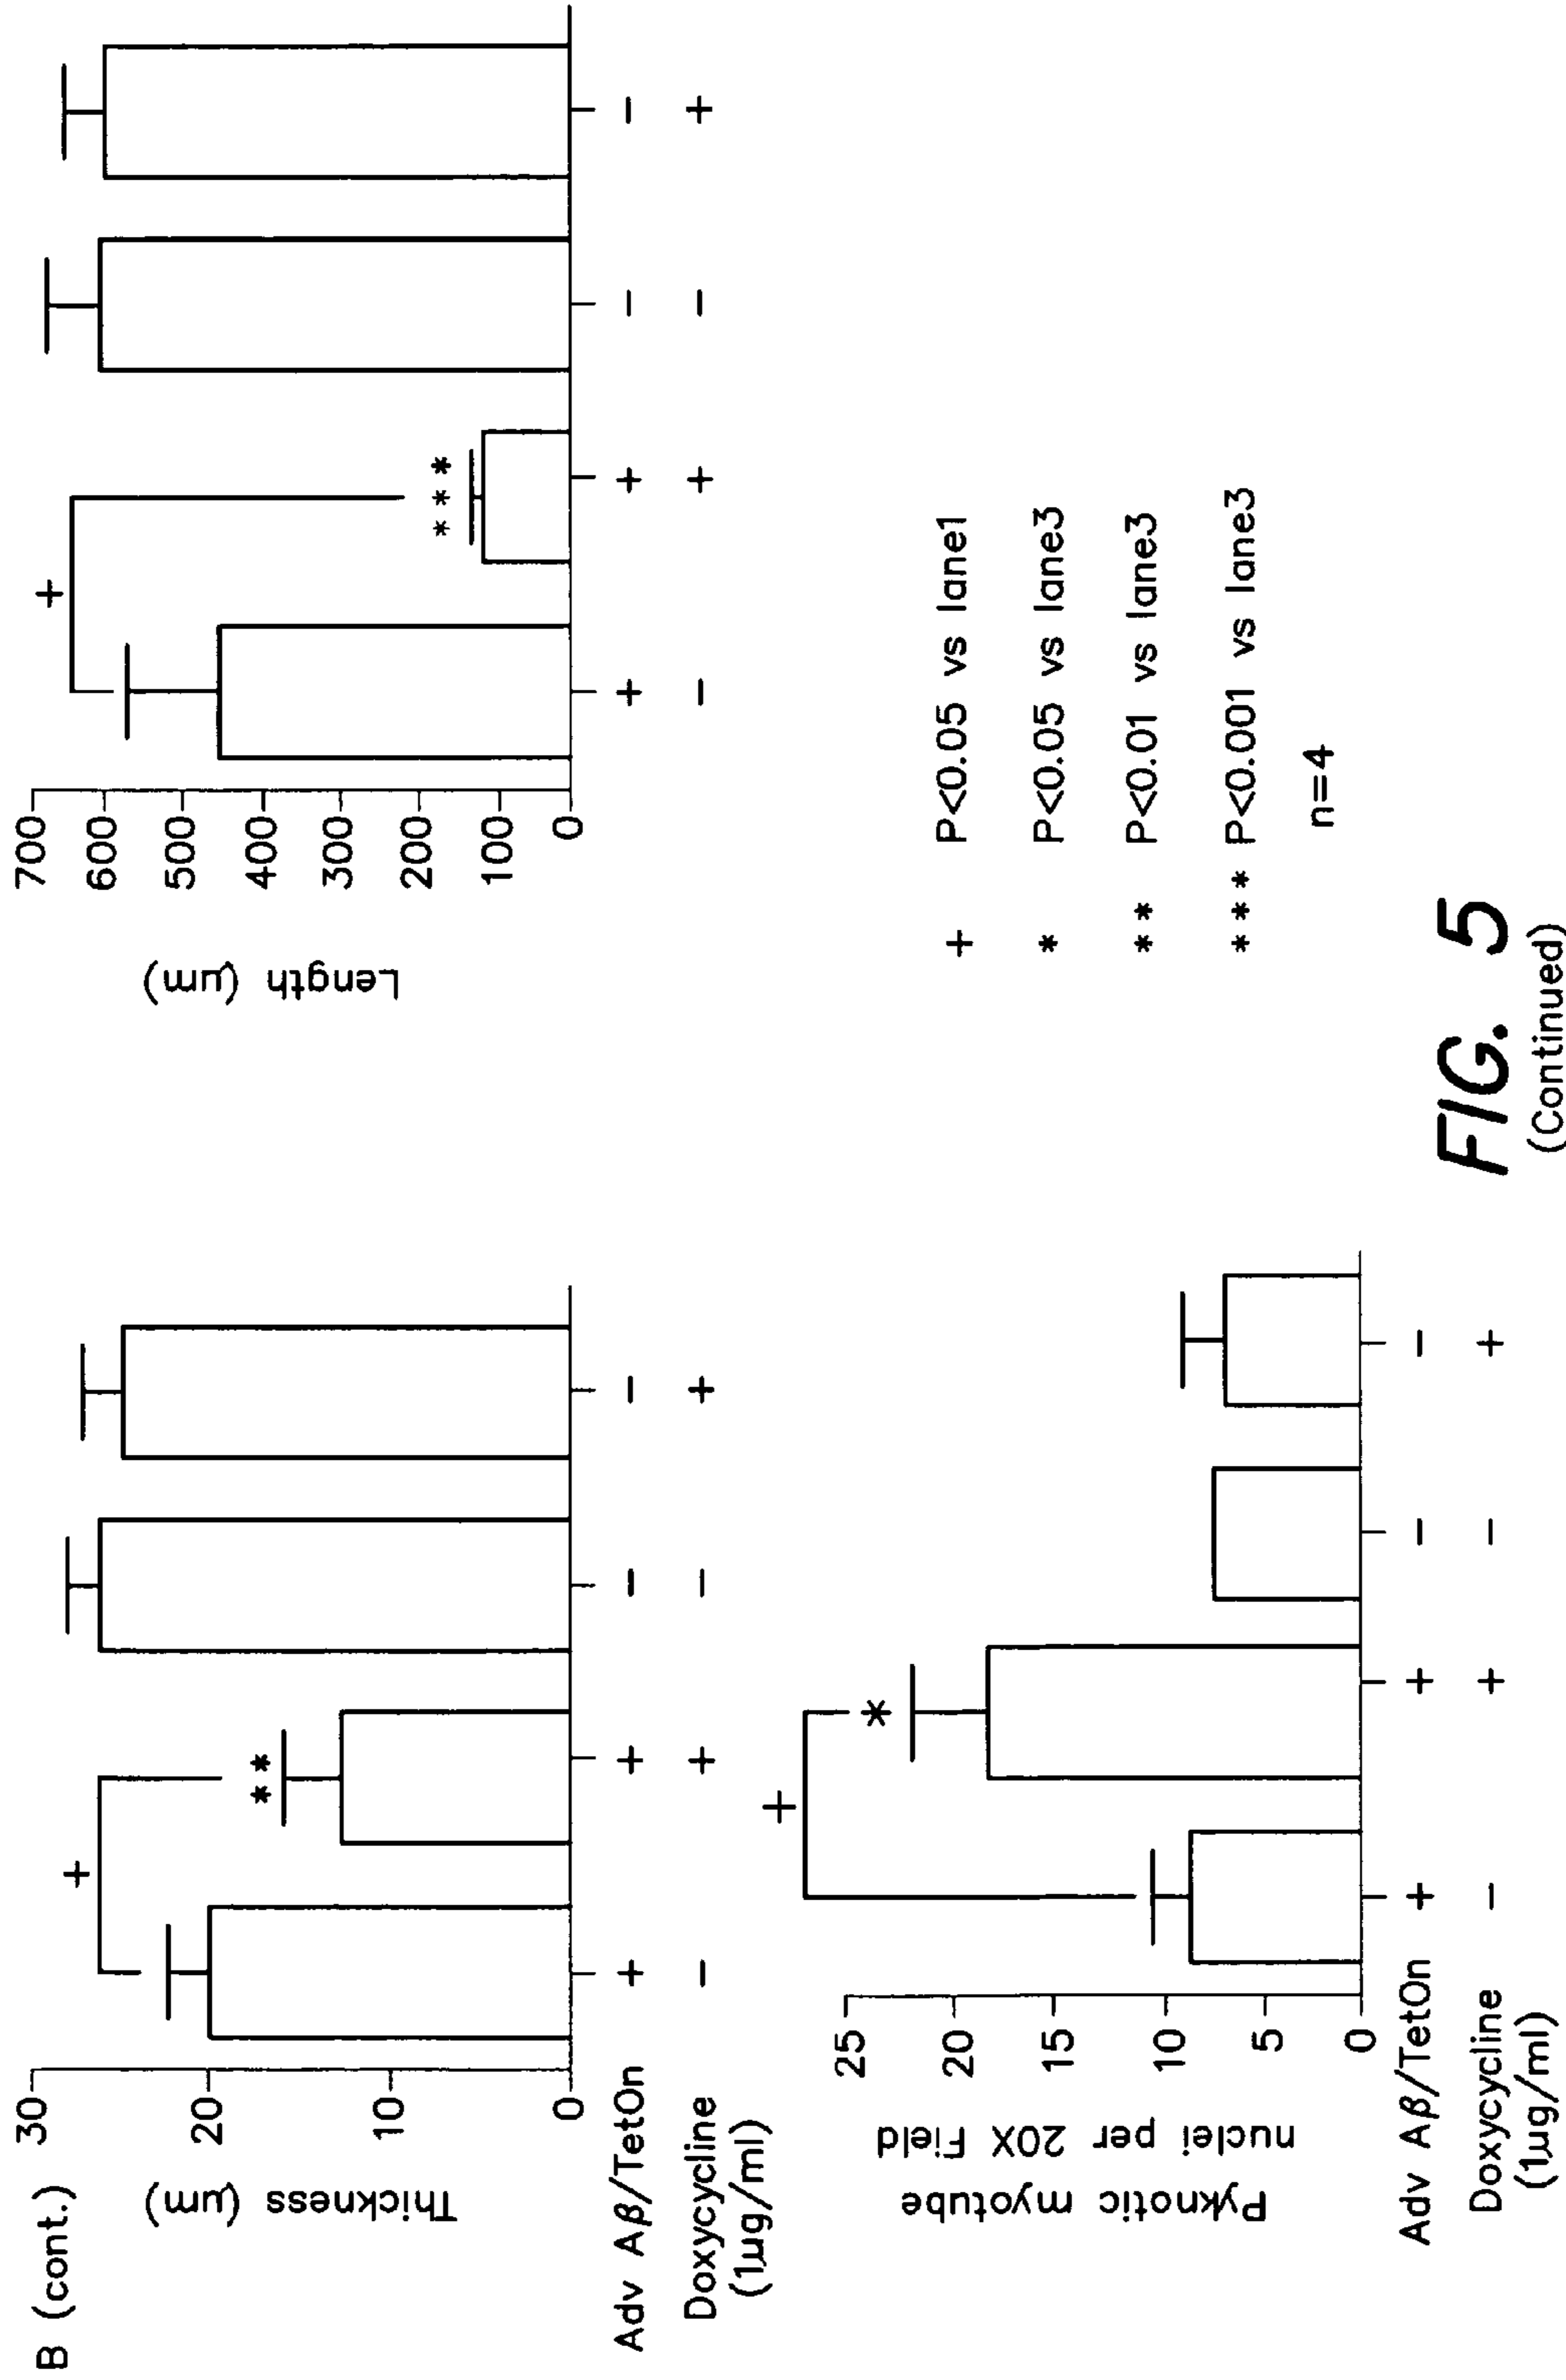 B (cont.)
Thickness (μm)
30
20
10
0
+
**
Adv Aβ/TetOn + + − −
Doxycycline − + − +
(1μg/ml)
Length (μm)
700
600
500
400
300
200
100
0
+
***
+ + − −
− + − +
Pyknotic myotube
nuclei per 20X Field
25
20
15
10
5
0
+
*
Adv Aβ/TetOn + + − −
Doxycycline − + − +
(1μg/ml)
+ P<0.05 vs lane1
* P<0.05 vs lane3
** P<0.01 vs lane3
*** P<0.001 vs lane3
n=4
FIG. 5
(Continued)